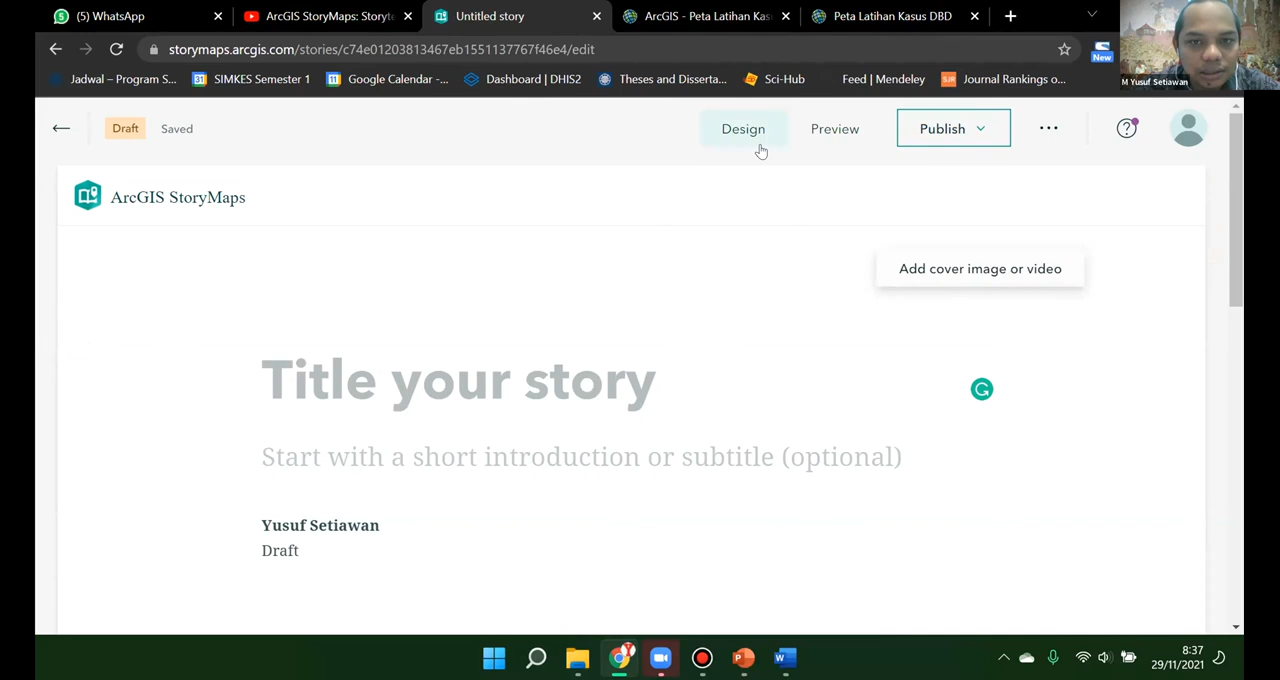 (5) WhatsApp
ArcGIS StoryMaps: Storyte
Untitled story
ArcGIS - Peta Latihan Kas
Peta Latihan Kasus DBD
storymaps.arcgis.com/stories/c74e01203813467eb1551137767f46e4/edit
New
M Yusuf Setiawan
Jadwal – Program S...
31
SIMKES Semester 1
11
Google Calendar -...
Dashboard | DHIS2
Theses and Disserta...
Sci-Hub
Feed | Mendeley
SJR
Journal Rankings o...
Draft
Saved
Design
Preview
Publish
ArcGIS StoryMaps
Add cover image or video
Title your story
Start with a short introduction or subtitle (optional)
Yusuf Setiawan
Draft
8:37
29/11/2021